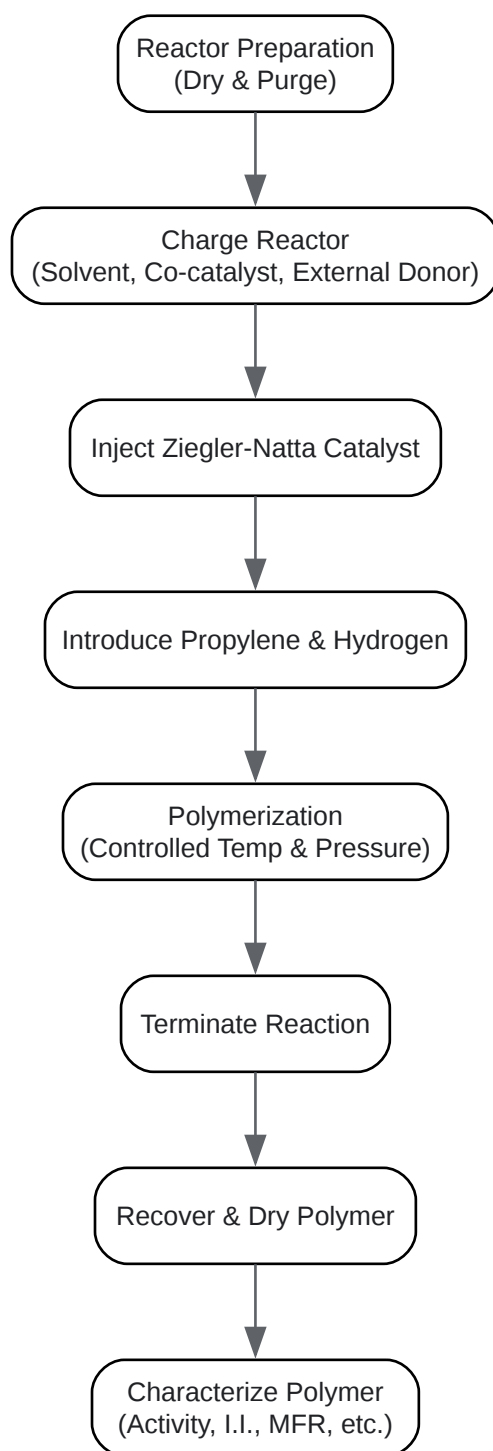 Reactor Preparation
(Dry & Purge)
Charge Reactor
(Solvent, Co-catalyst, External Donor)
Inject Ziegler-Natta Catalyst
Introduce Propylene & Hydrogen
Polymerization
(Controlled Temp & Pressure)
Terminate Reaction
Recover & Dry Polymer
Characterize Polymer
(Activity, I.I., MFR, etc.)